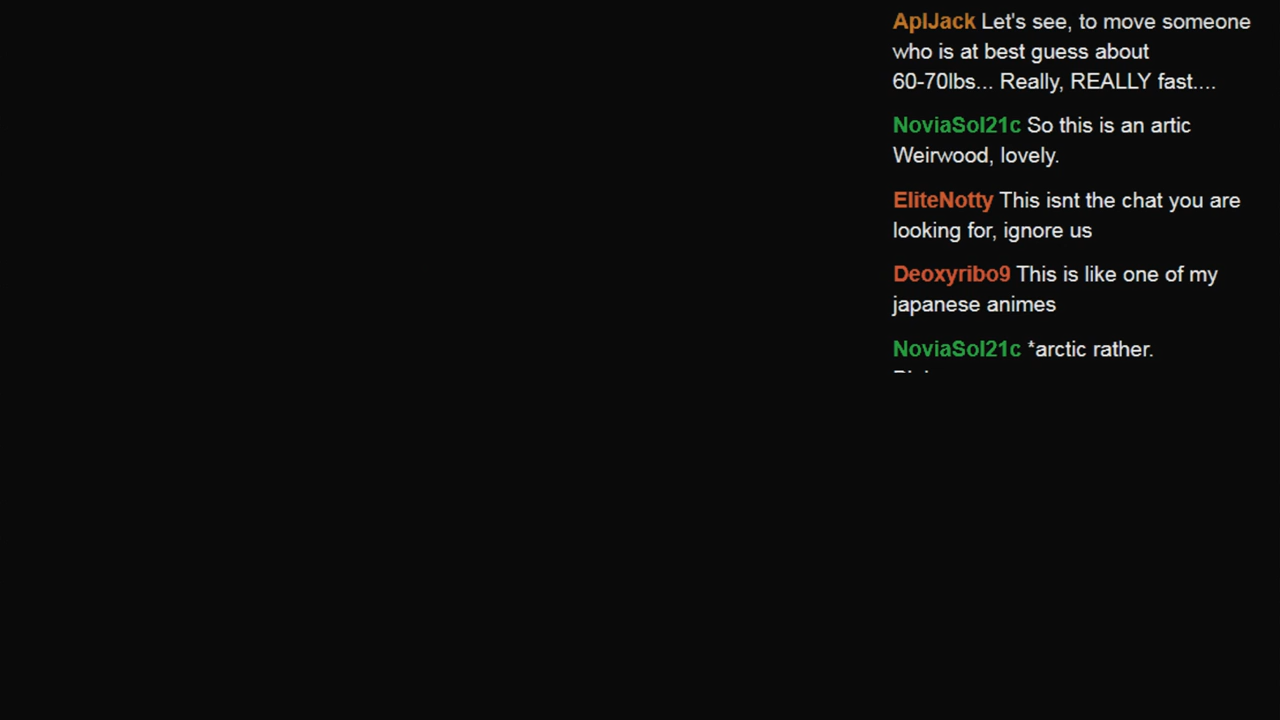 AplJack Let's see, to move someone
who is at best guess about
60-70lbs... Really, REALLY fast....
NoviaSol21c So this is an artic
Weirwood, lovely.
EliteNotty This isnt the chat you are
looking for, ignore us
Deoxyribo9 This is like one of my
japanese animes
NoviaSol21c *arctic rather.